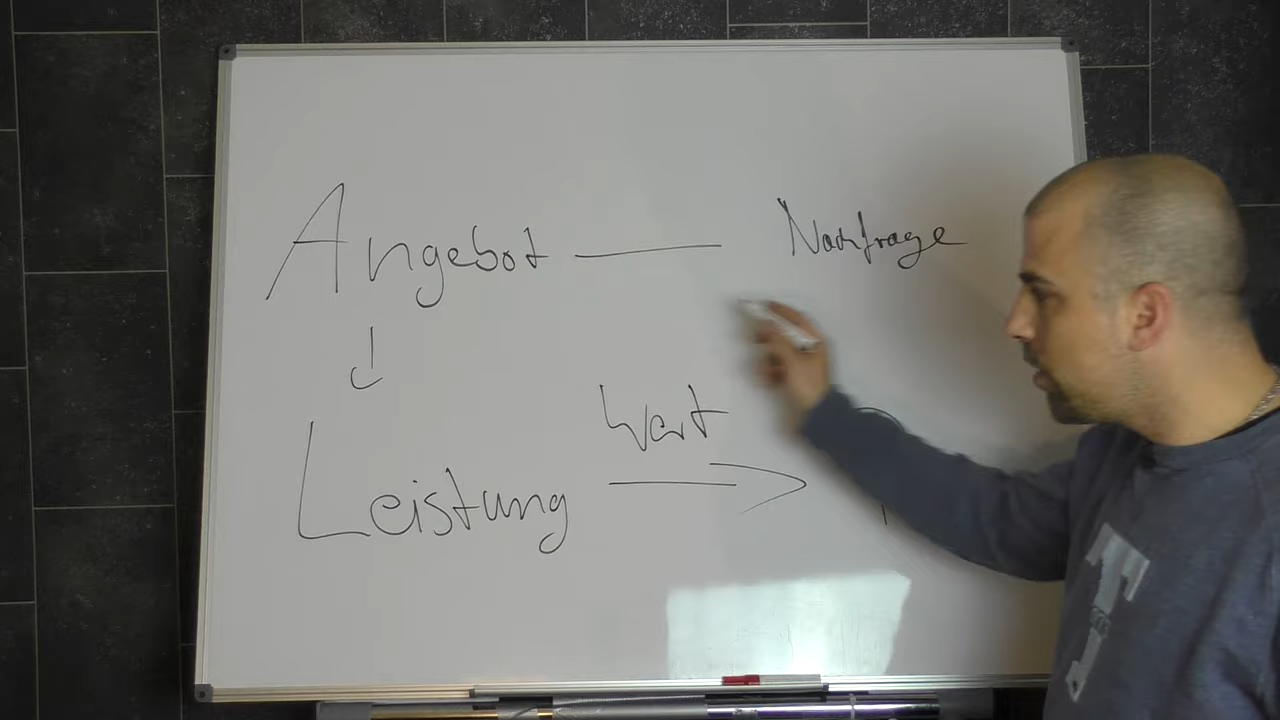 Angebot — Nachfrage
Wert
Leistung